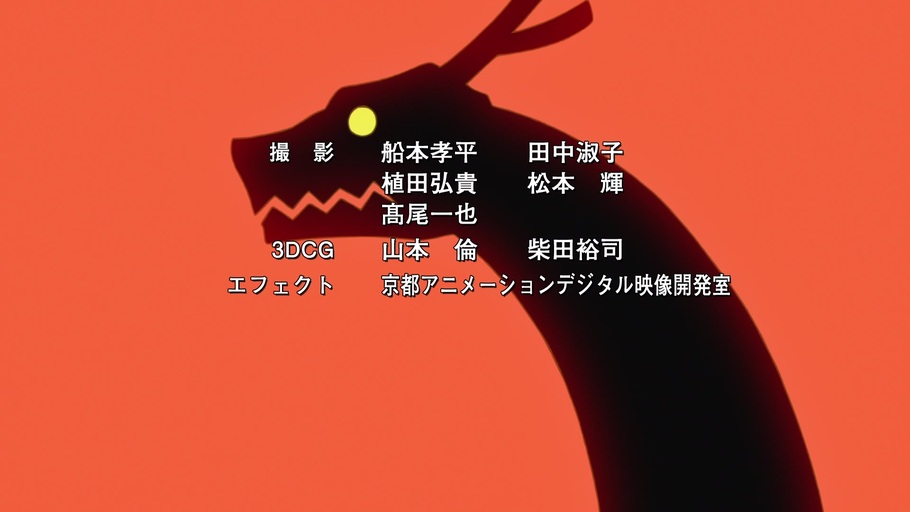 撮　影　船本孝平　田中淑子
植田弘貴　松本　輝
髙尾一也
3DCG　山本　倫　柴田裕司
エフェクト　京都アニメーションデジタル映像開発室